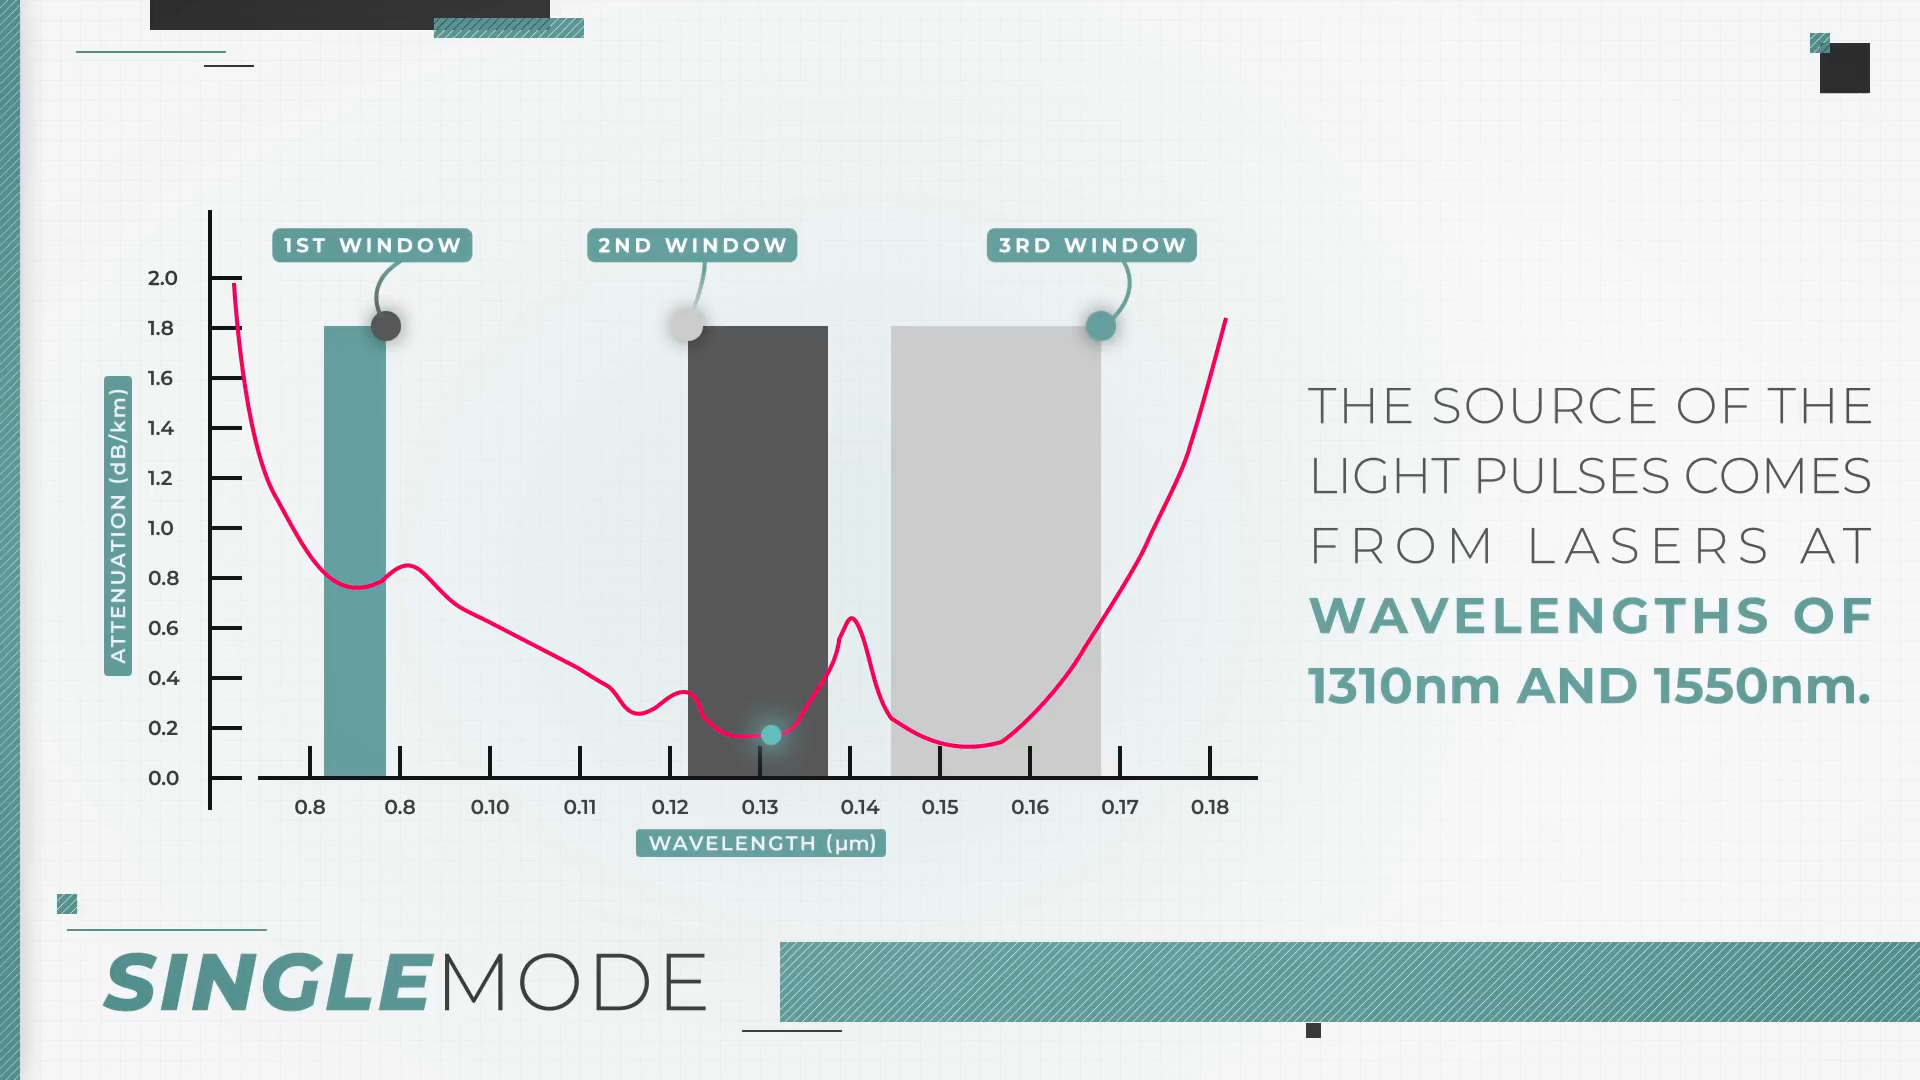 1ST WINDOW
2ND WINDOW
3RD WINDOW
2.0
1.8
1.6
1.4
1.2
1.0
0.8
0.6
0.4
0.2
0.0
ATTENUATION (dB/km)
0.8 0.8 0.10 0.11 0.12 0.13 0.14 0.15 0.16 0.17 0.18
WAVELENGTH (μm)
THE SOURCE OF THE
LIGHT PULSES COMES
FROM LASERS AT
WAVELENGTHS OF
1310nm AND 1550nm.
SINGLEMODE